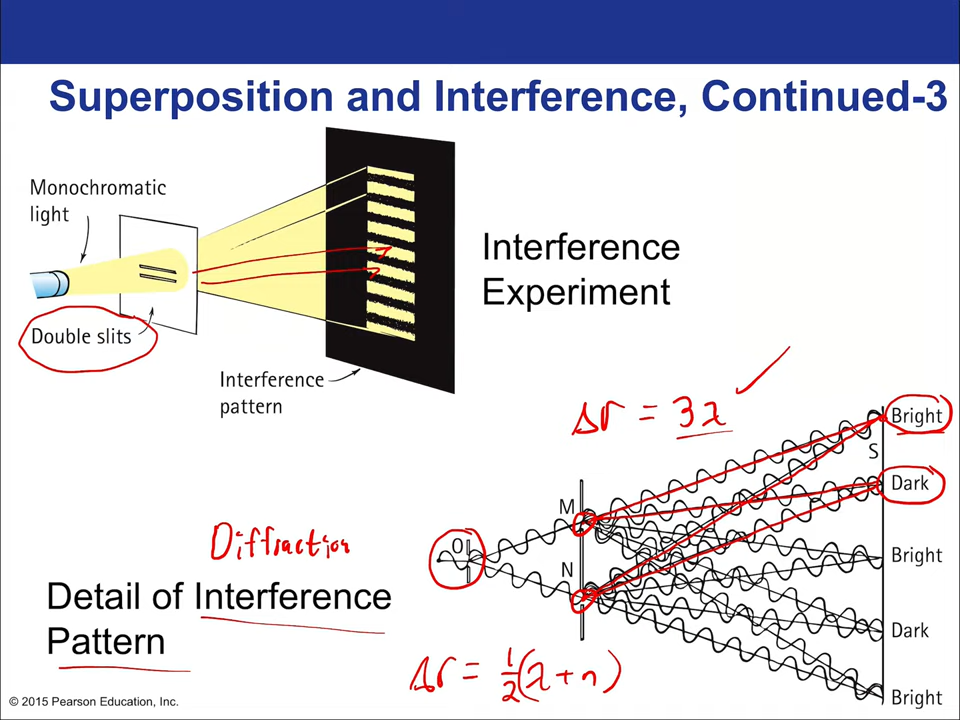 Superposition and Interference, Continued-3
Monochromatic
light
Double slits
Interference
pattern
Interference
Experiment
Δr = 3λ
Bright
S
Dark
M
Diffraction
O
Bright
N
Detail of Interference
Pattern
Dark
Δr = 1/2(λ+n)
Bright
© 2015 Pearson Education, Inc.